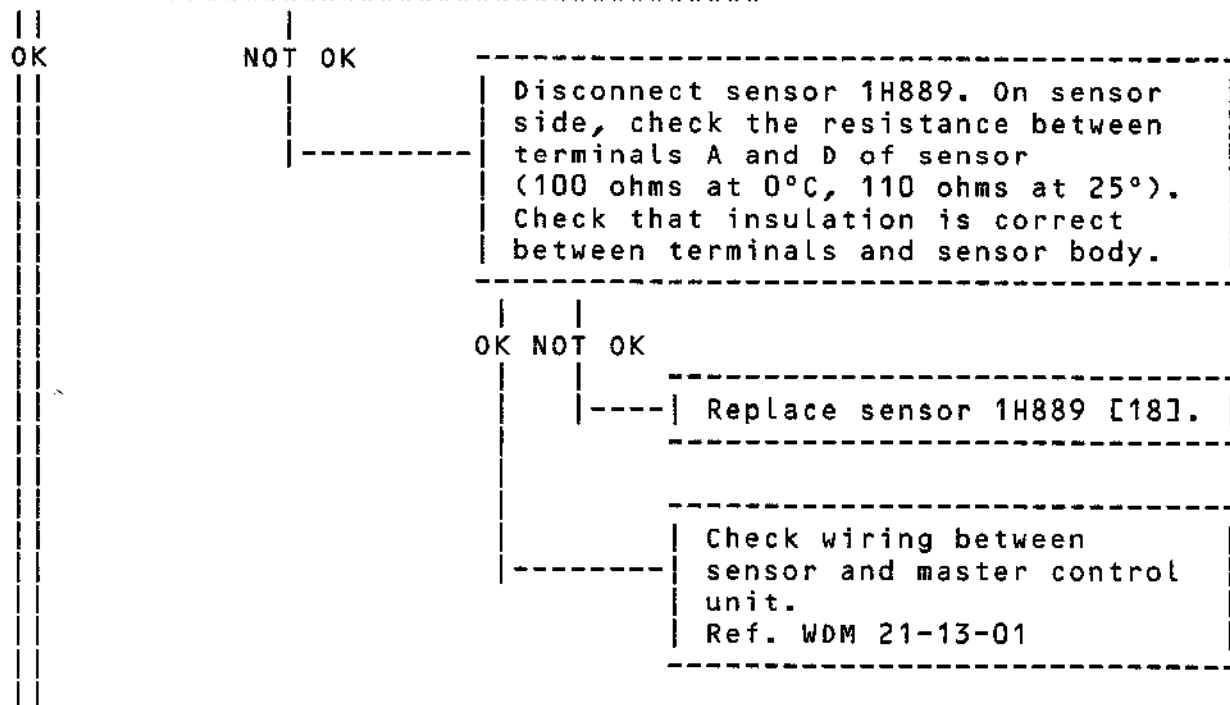 OK NOT OK
Disconnect sensor 1H889. On sensor
side, check the resistance between
terminals A and D of sensor
(100 ohms at 0°C, 110 ohms at 25°).
Check that insulation is correct
between terminals and sensor body.
OK NOT OK
Replace sensor 1H889 [18].
Check wiring between
sensor and master control
unit.
Ref. WDM 21-13-01